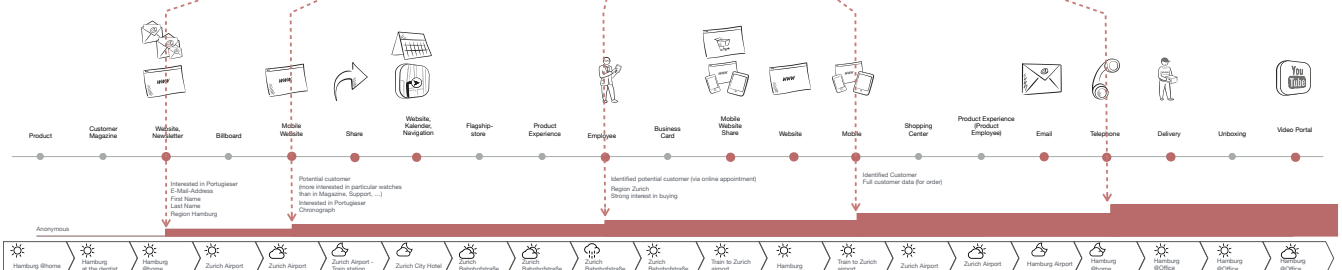 www
www
www
www
@
You
Tube
Product
Customer
Magazine
Website,
Newsletter
Billboard
Mobile
Website
Share
Website,
Kalender,
Navigation
Flagship-
store
Product
Experience
Employee
Business
Card
Mobile
Website
Share
Website
Mobile
Shopping
Center
Product Experience
(Product
Employee)
Email
Telephone
Delivery
Unboxing
Video Portal
Interested in Portugieser
E-Mail-Address
First Name
Last Name
Region Hamburg
Potential customer
(more interested in particular watches
than in Magazine, Support, ...)
Interested in Portugieser
Chronograph
Identified potential customer (via online appointment)
Region Zurich
Strong interest in buying
Identified Customer
Full customer data (for order)
Anonymous
Hamburg @home
Hamburg
at the dentist
Hamburg
@home
Zurich Airport
Zurich Airport
Zurich Airport -
Train station
Zurich City Hotel
Zurich
Bahnhofstraße
Zurich
Bahnhofstraße
Zurich
Bahnhofstraße
Zurich
Bahnhofstraße
Train to Zurich
airport
Hamburg
Train to Zurich
airport
Zurich Airport
Zurich Airport
Hamburg Airport
Hamburg
@home
Hamburg
@Office
Hamburg
@Office
Hamburg
@Office